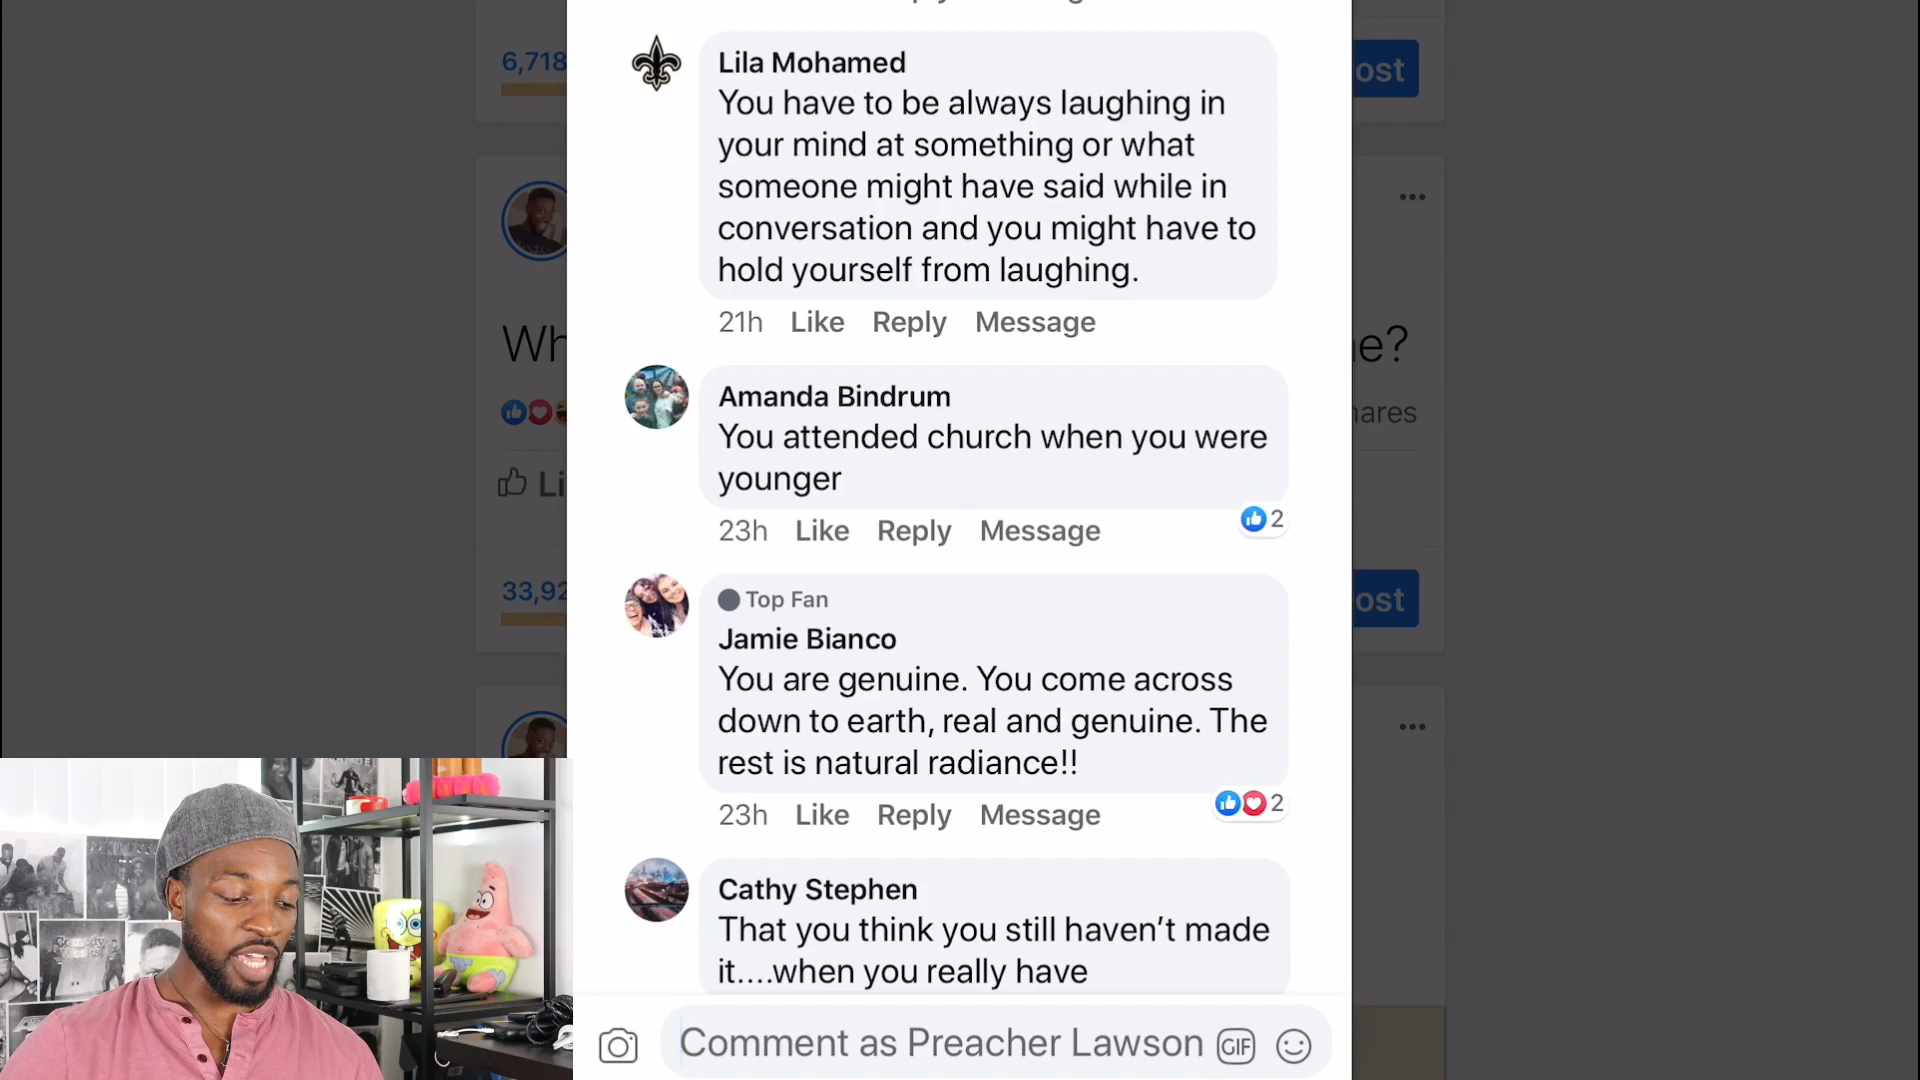 6,718
ost
Lila Mohamed
You have to be always laughing in
your mind at something or what
someone might have said while in
conversation and you might have to
hold yourself from laughing.
21h Like Reply Message
Wh
e?
Amanda Bindrum
You attended church when you were
younger
23h Like Reply Message
2
hares
Li
33,92
ost
Top Fan
Jamie Bianco
You are genuine. You come across
down to earth, real and genuine. The
rest is natural radiance!!
23h Like Reply Message
2
Cathy Stephen
That you think you still haven’t made
it....when you really have
Comment as Preacher Lawson GIF
Comedy